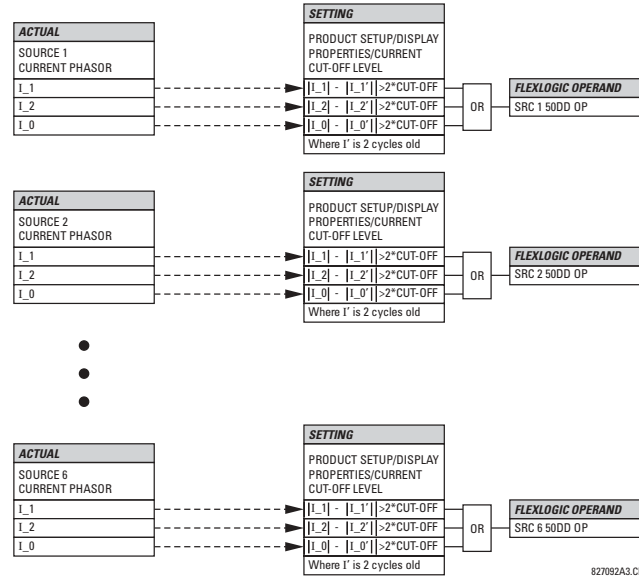 ACTUAL
SOURCE 1
CURRENT PHASOR
I_1
I_2
I_0
SETTING
PRODUCT SETUP/DISPLAY
PROPERTIES/CURRENT
CUT-OFF LEVEL
||I_1| - |I_1'||>2*CUT-OFF
||I_2| - |I_2'||>2*CUT-OFF
||I_0| - |I_0'||>2*CUT-OFF
Where I' is 2 cycles old
OR
FLEXLOGIC OPERAND
SRC 1 50DD OP
ACTUAL
SOURCE 2
CURRENT PHASOR
I_1
I_2
I_0
SETTING
PRODUCT SETUP/DISPLAY
PROPERTIES/CURRENT
CUT-OFF LEVEL
||I_1| - |I_1'||>2*CUT-OFF
||I_2| - |I_2'||>2*CUT-OFF
||I_0| - |I_0'||>2*CUT-OFF
Where I' is 2 cycles old
OR
FLEXLOGIC OPERAND
SRC 2 50DD OP
ACTUAL
SOURCE 6
CURRENT PHASOR
I_1
I_2
I_0
SETTING
PRODUCT SETUP/DISPLAY
PROPERTIES/CURRENT
CUT-OFF LEVEL
||I_1| - |I_1'||>2*CUT-OFF
||I_2| - |I_2'||>2*CUT-OFF
||I_0| - |I_0'||>2*CUT-OFF
Where I' is 2 cycles old
OR
FLEXLOGIC OPERAND
SRC 6 50DD OP